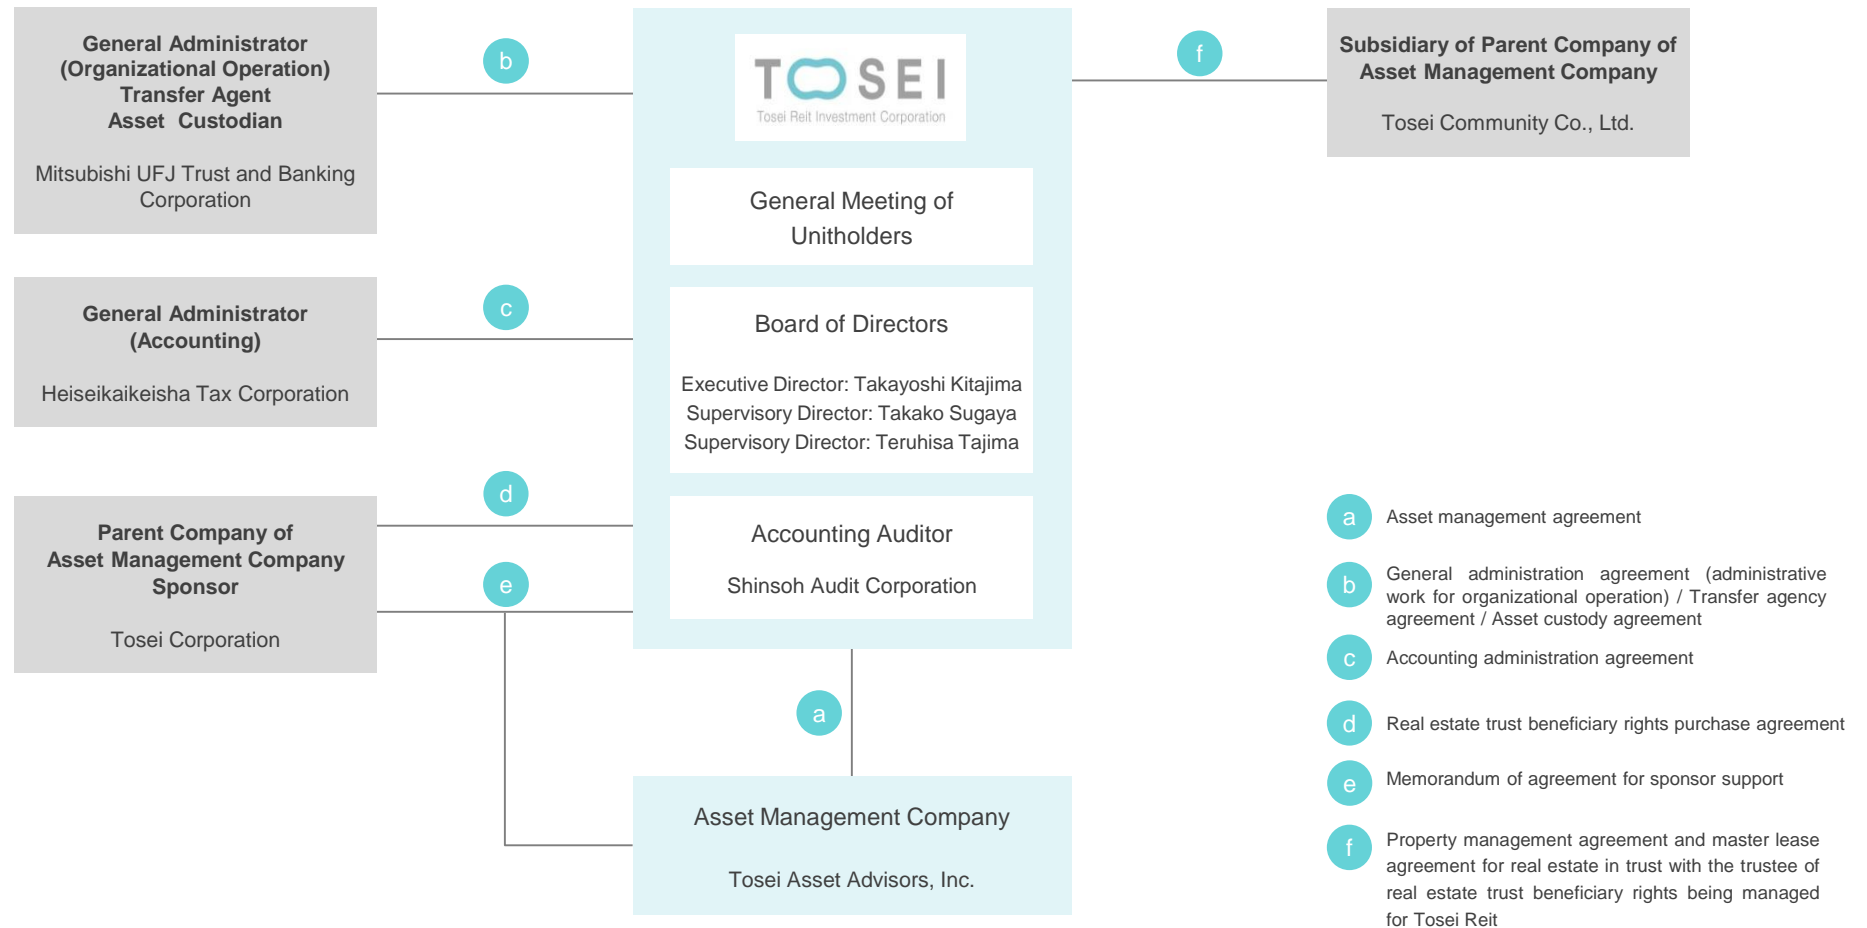 General Administrator
(Organizational Operation)
Transfer Agent
Asset Custodian
Mitsubishi UFJ Trust and Banking
Corporation
b
General Administrator
(Accounting)
Heiseikaikeisha Tax Corporation
c
Parent Company of
Asset Management Company
Sponsor
Tosei Corporation
d
e
TOSEI
Tosei Reit Investment Corporation
General Meeting of
Unitholders
Board of Directors
Executive Director: Takayoshi Kitajima
Supervisory Director: Takako Sugaya
Supervisory Director: Teruhisa Tajima
Accounting Auditor
Shinsoh Audit Corporation
a
Asset Management Company
Tosei Asset Advisors, Inc.
f
Subsidiary of Parent Company of
Asset Management Company
Tosei Community Co., Ltd.
a Asset management agreement
b General administration agreement (administrative
work for organizational operation) / Transfer agency
agreement / Asset custody agreement
c Accounting administration agreement
d Real estate trust beneficiary rights purchase agreement
e Memorandum of agreement for sponsor support
f Property management agreement and master lease
agreement for real estate in trust with the trustee of
real estate trust beneficiary rights being managed
for Tosei Reit